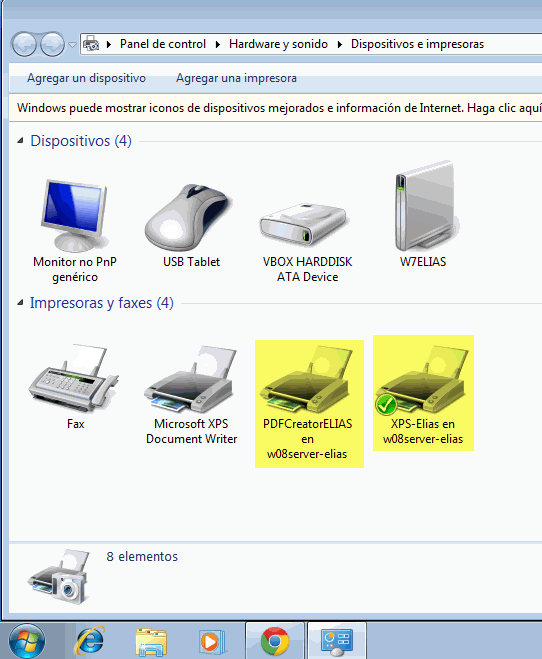 Panel de control Hardware y sonido Dispositivos e impresoras
Agregar un dispositivo Agregar una impresora
Windows puede mostrar iconos de dispositivos mejorados e información de Internet. Haga clic aquí
Dispositivos (4)
Monitor no PnP
genérico
USB Tablet
VBOX HARDDISK
ATA Device
W7ELIAS
Impresoras y faxes (4)
Fax
Microsoft XPS
Document Writer
PDFCreatorELIAS
en
w08server-elias
XPS-Elias en
w08server-elias
8 elementos